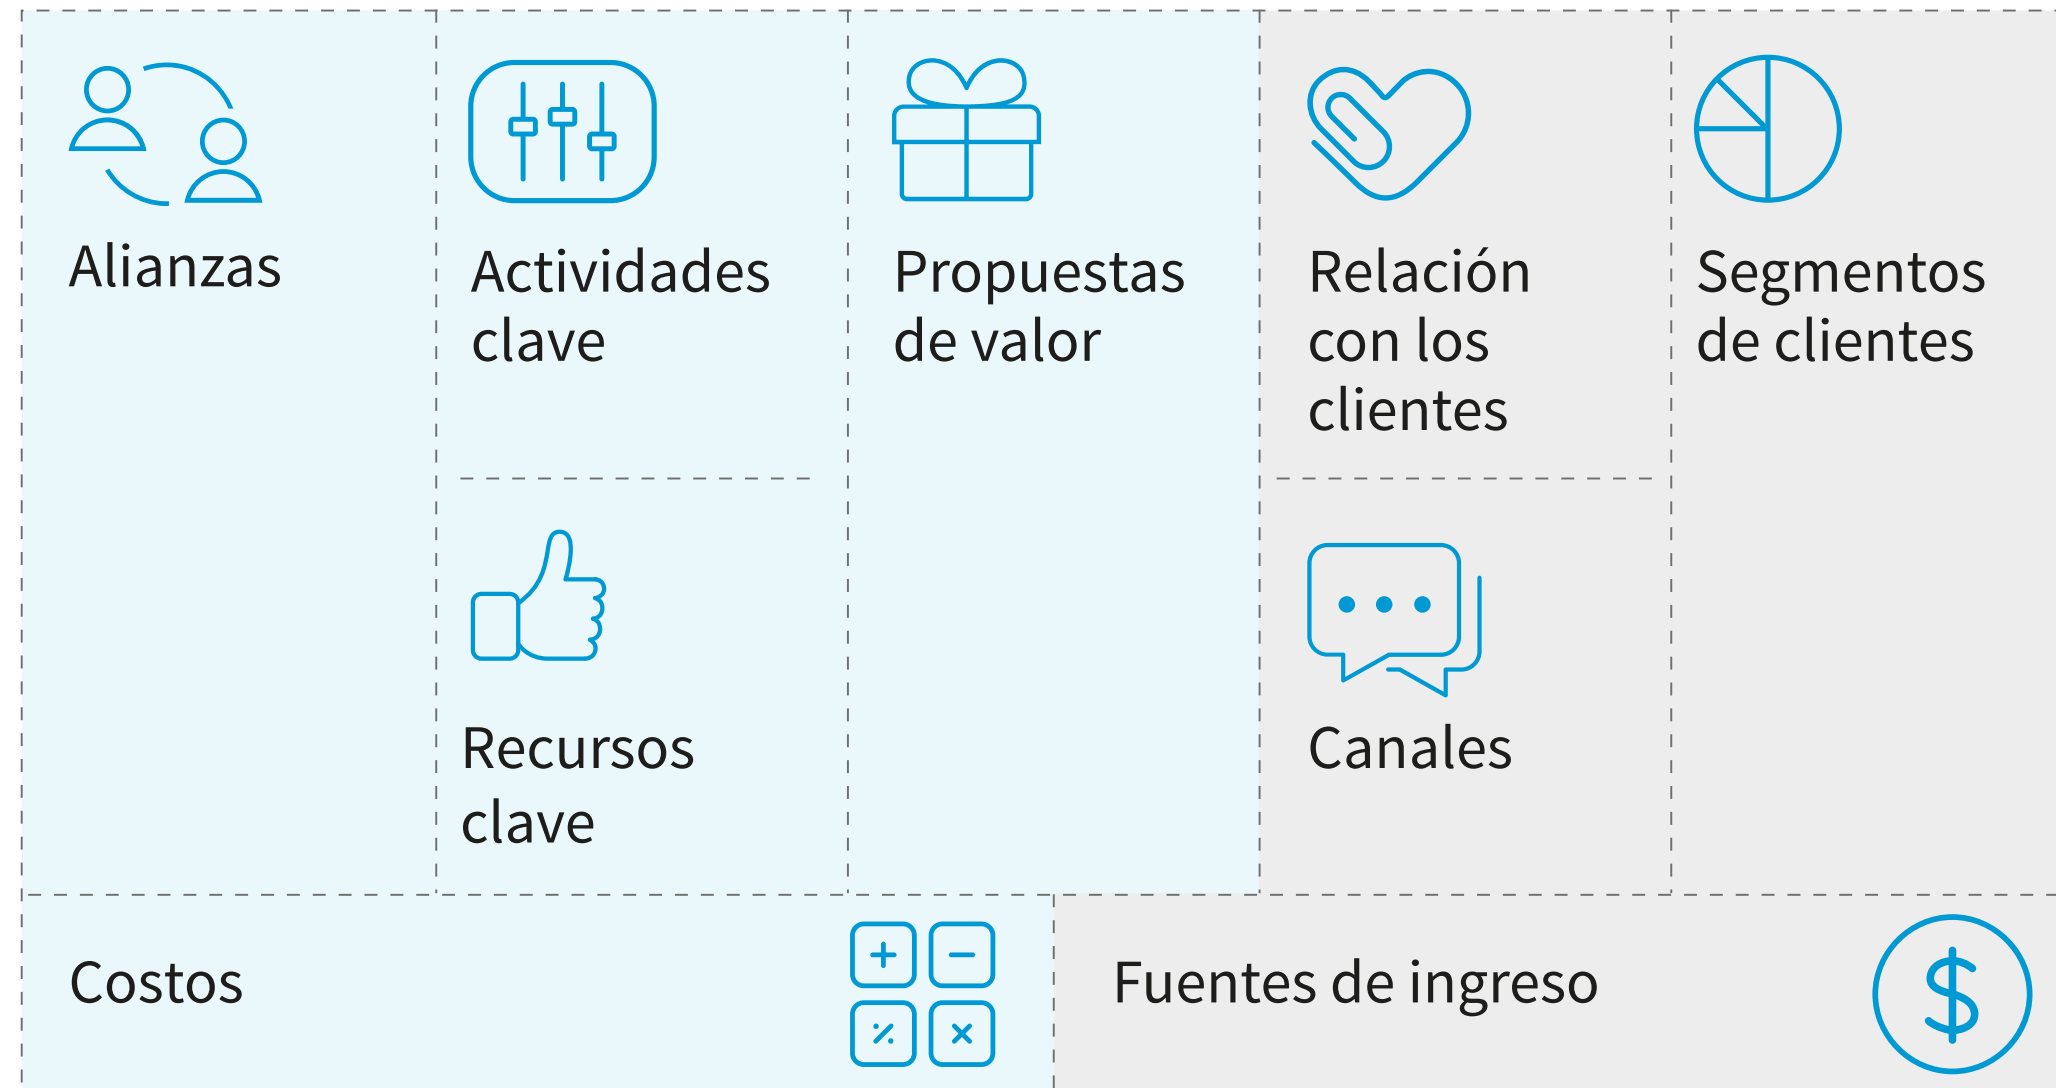 Alianzas
Actividades
clave
Recursos
clave
Propuestas
de valor
Relación
con los
clientes
Canales
Segmentos
de clientes
Costos
Fuentes de ingreso